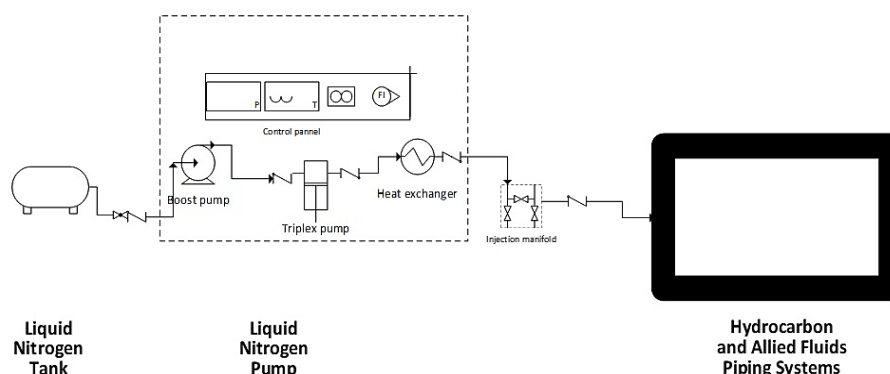 P
T
FI
Control pannel
Boost pump
Heat exchanger
Triplex pump
Injection manifold
Liquid
Nitrogen
Tank
Liquid
Nitrogen
Pump
Hydrocarbon
and Allied Fluids
Piping Systems